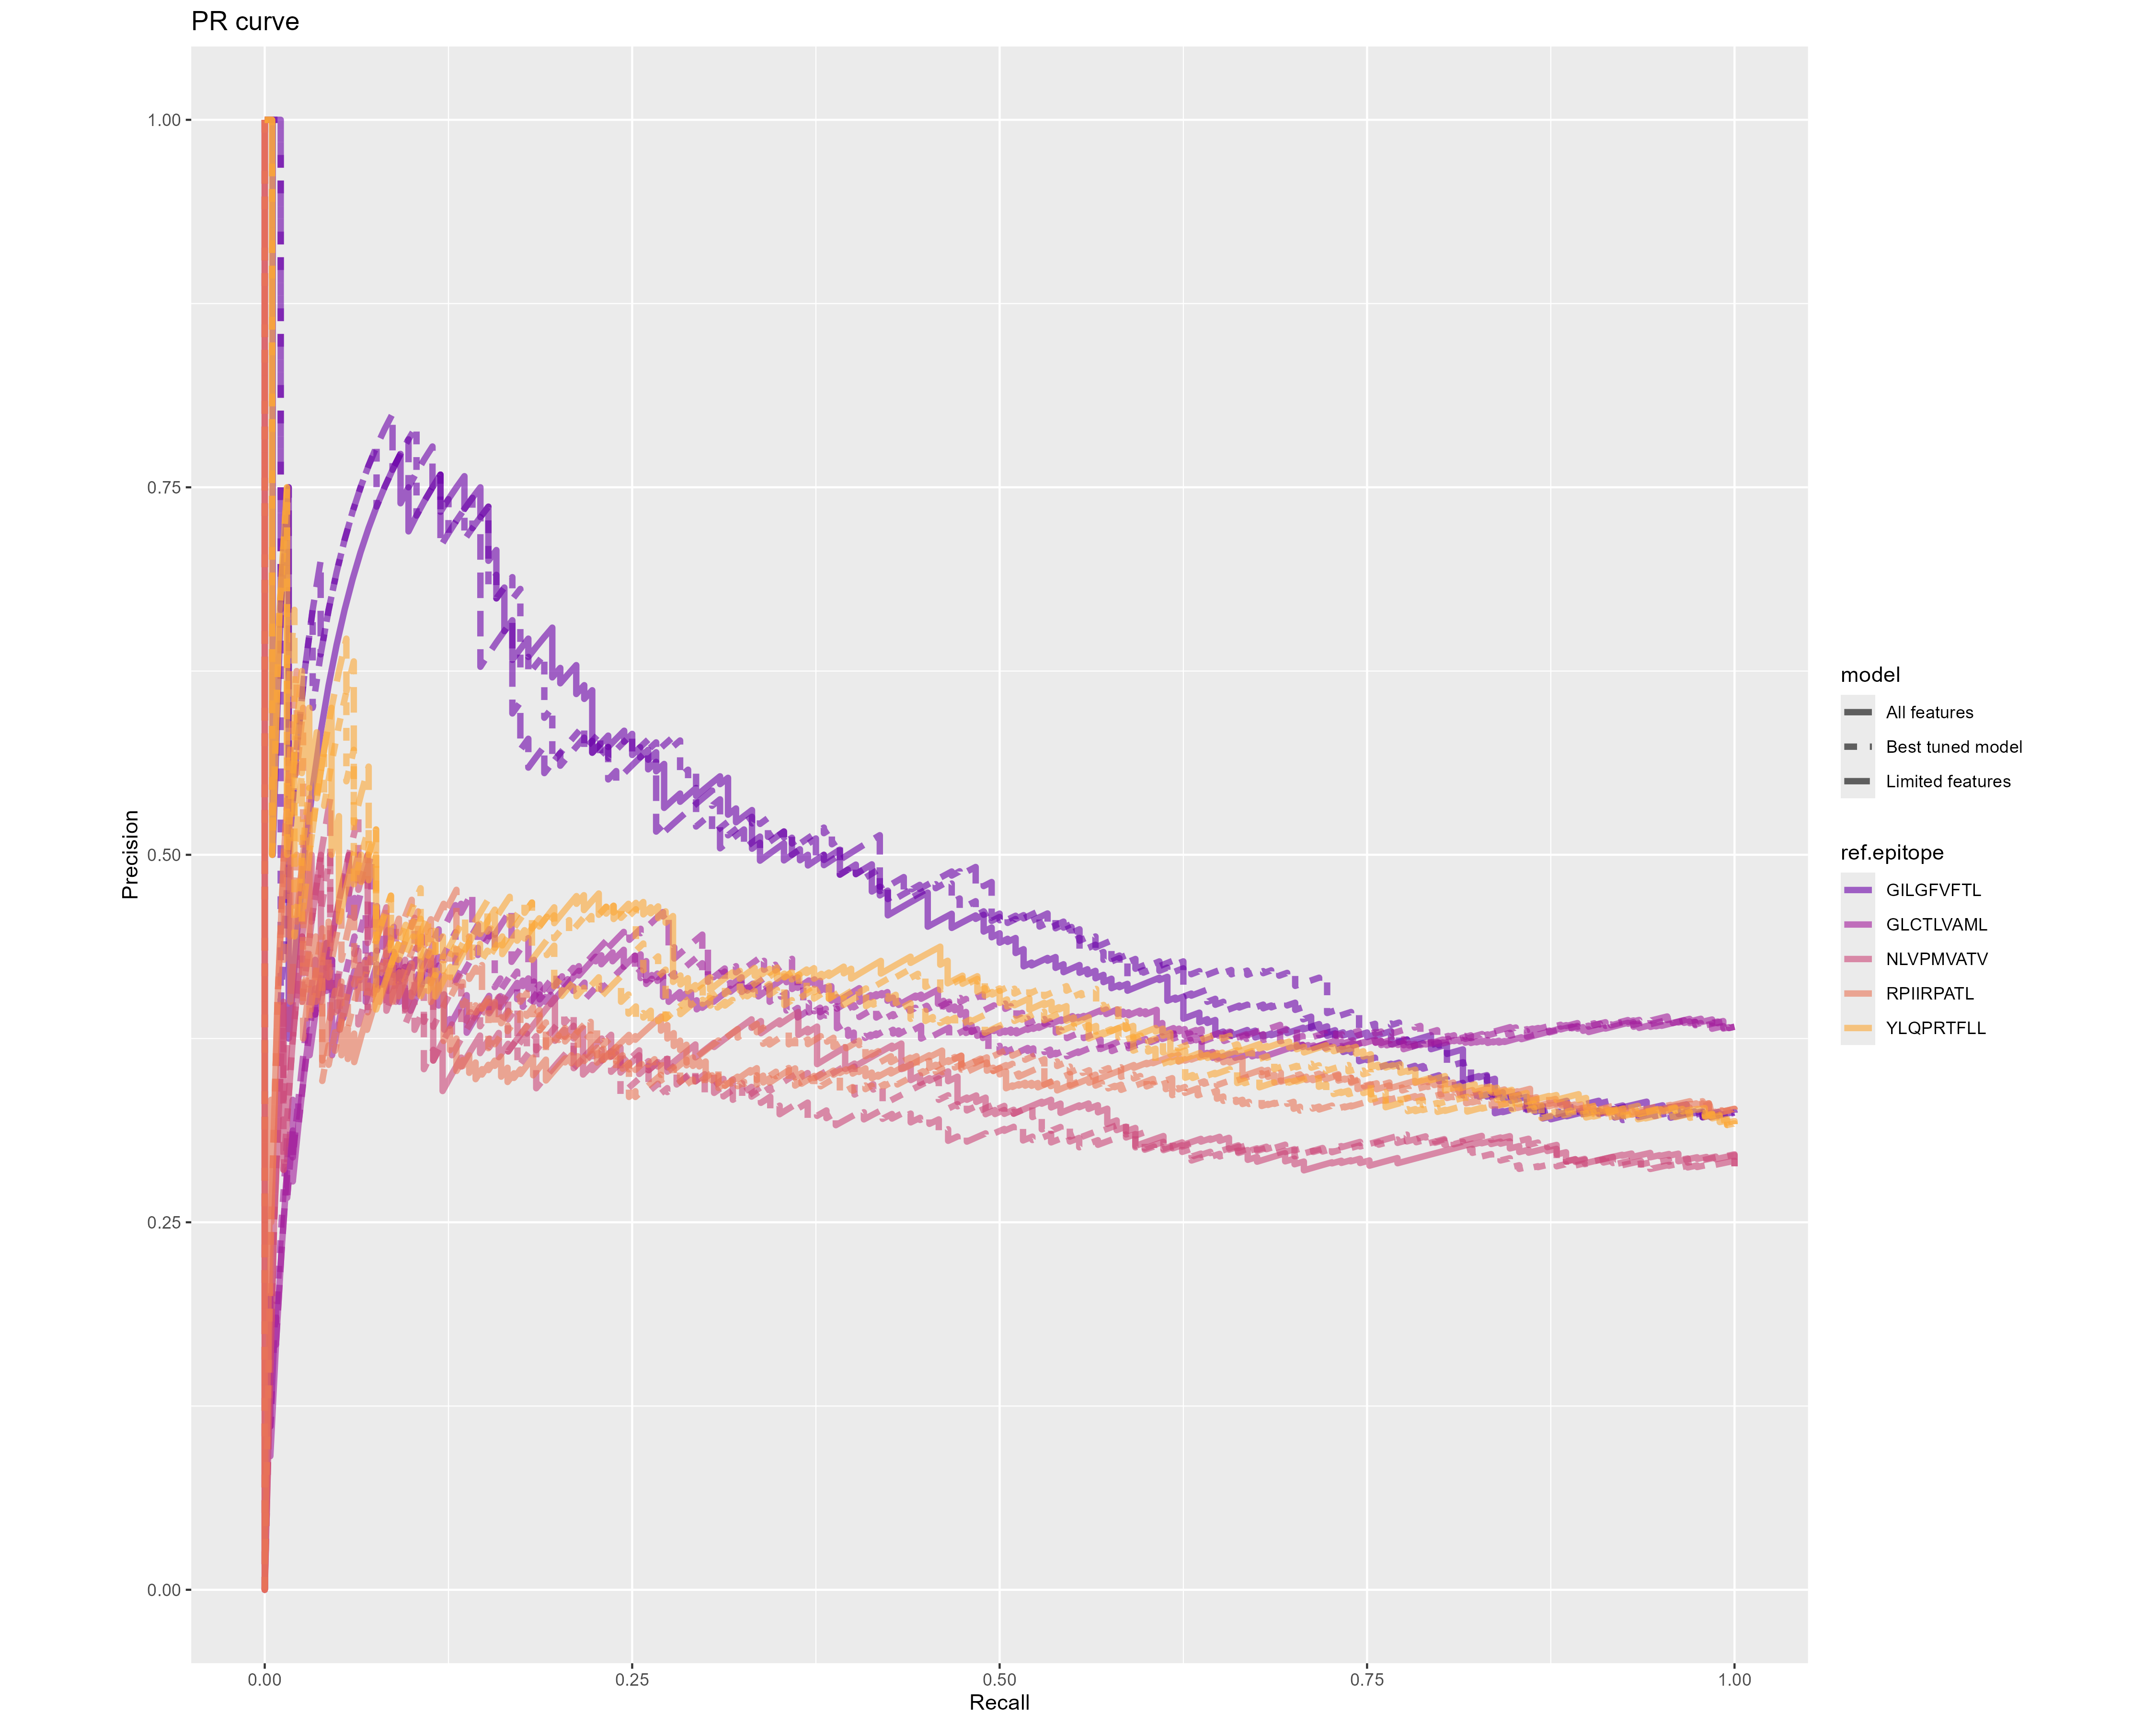 PR curve
1.00
0.75
0.50
0.25
0.00
Precision
0.00
0.25
0.50
0.75
1.00
Recall
model
All features
Best tuned model
Limited features
ref.epitope
GILGFVFTL
GLCTLVAML
NLVPMVATV
RPIIRPATL
YLQPRTFLL